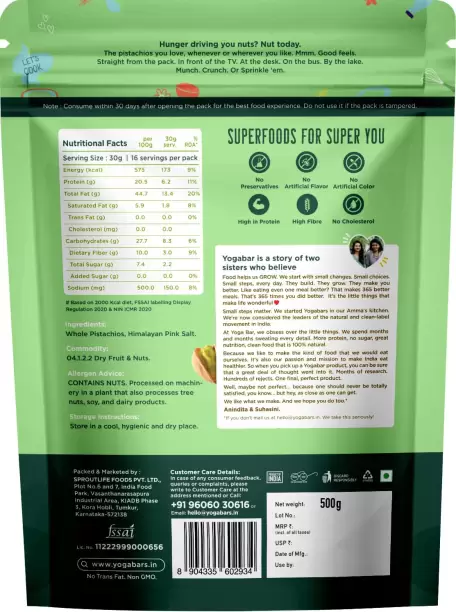 Hunger driving you nuts? Nut today.
The pistachios you love, whenever or wherever you like. Mmm. Good feels.
Straight from the pack. In front of the TV. At the desk. On the bus. By the lake.
Munch. Crunch. Or Sprinkle 'em.
LET'S COOK
Note : Consume within 30 days after opening the pack for the best food experience. Do not use it if the pack is tampered.
Nutritional Facts per 100g 30g serv. % RDA#
Serving Size : 30g | 16 servings per pack
Energy (kcal) 575 173 9%
Protein (g) 20.5 6.2 11%
Total Fat (g) 44.7 13.4 20%
Saturated Fat (g) 5.9 1.8 8%
Trans Fat (g) 0.0 0.0 0%
Cholesterol (mg) 0.0 0.0
Carbohydrates (g) 27.7 8.3 6%
Dietary Fiber (g) 10.0 3.0 9%
Total Sugar (g) 7.4 2.2
Added Sugar (g) 0.0 0.0 0%
Sodium (mg) 500.0 150.0 8%
# Based on 2000 Kcal diet, FSSAI labelling Display
Regulation 2020 & NIN ICMR 2020
Ingredients:
Whole Pistachios, Himalayan Pink Salt.
Commodity:
04.1.2.2 Dry Fruit & Nuts.
Allergen Advice:
CONTAINS NUTS. Processed on machin-
ery in a plant that also processes tree
nuts, soy, and dairy products.
Storage Instructions:
Store in a cool, hygienic and dry place.
SUPERFOODS FOR SUPER YOU
No Preservatives
No Artificial Flavor
No Artificial Color
High in Protein
High Fibre
No Cholesterol
Yogabar is a story of two
sisters who believe
Food helps us GROW. We start with small changes. Small choices.
Small steps, every day. They build. They grow. They make you
better. Like eating even one meal better? That makes 365 better
meals. That's 365 times you did better. It's the little things that
make life wonderful
Small steps matter. We started Yogabars in our Amma's kitchen.
We're now considered the leaders of the natural and clean-label
movement in India.
At Yoga Bar, we obsess over the little things. We spend months
and months sweating every detail. More protein, no sugar, great
nutrition, clean food that is 100% natural.
Because we like to make the kind of food that we would eat
ourselves. It's also our passion and mission to make India eat
healthier. So when you pick up a Yogabar product, you can be sure
that a great deal of thought went into it. Months of research.
Hundreds of rejects. One final, perfect product.
Well, maybe not perfect... because one should never be totally
satisfied, you know... but hey, as close as one can get.
We like what we make. And we hope you do too."
Anindita & Suhasini.
*If you don't mail us at hello@yogabars.in. We take this seriously!
Packed & Marketed by :
SPROUTLIFE FOODS PVT. LTD.,
Plot No.6 and 7, India Food
Park, Vasanthanarasapura
Industrial Area, KIADB Phase
3, Kora Hobli, Tumkur,
Karnataka-572138
fssai
Lic. No. 11222999000656
www.yogabars.in
No Trans Fat. Non GMO.
Customer Care Details:
In case of any consumer feedback,
queries or complaints, please
write to Customer Care at the
address mentioned or Call:
+91 96060 30616
Email: hello@yogabars.in
8 904335 602934
Net weight: 500g
Lot No.:
MRP ₹:
(incl. of all taxes)
USP ₹:
Date of Mfg.:
Use by: